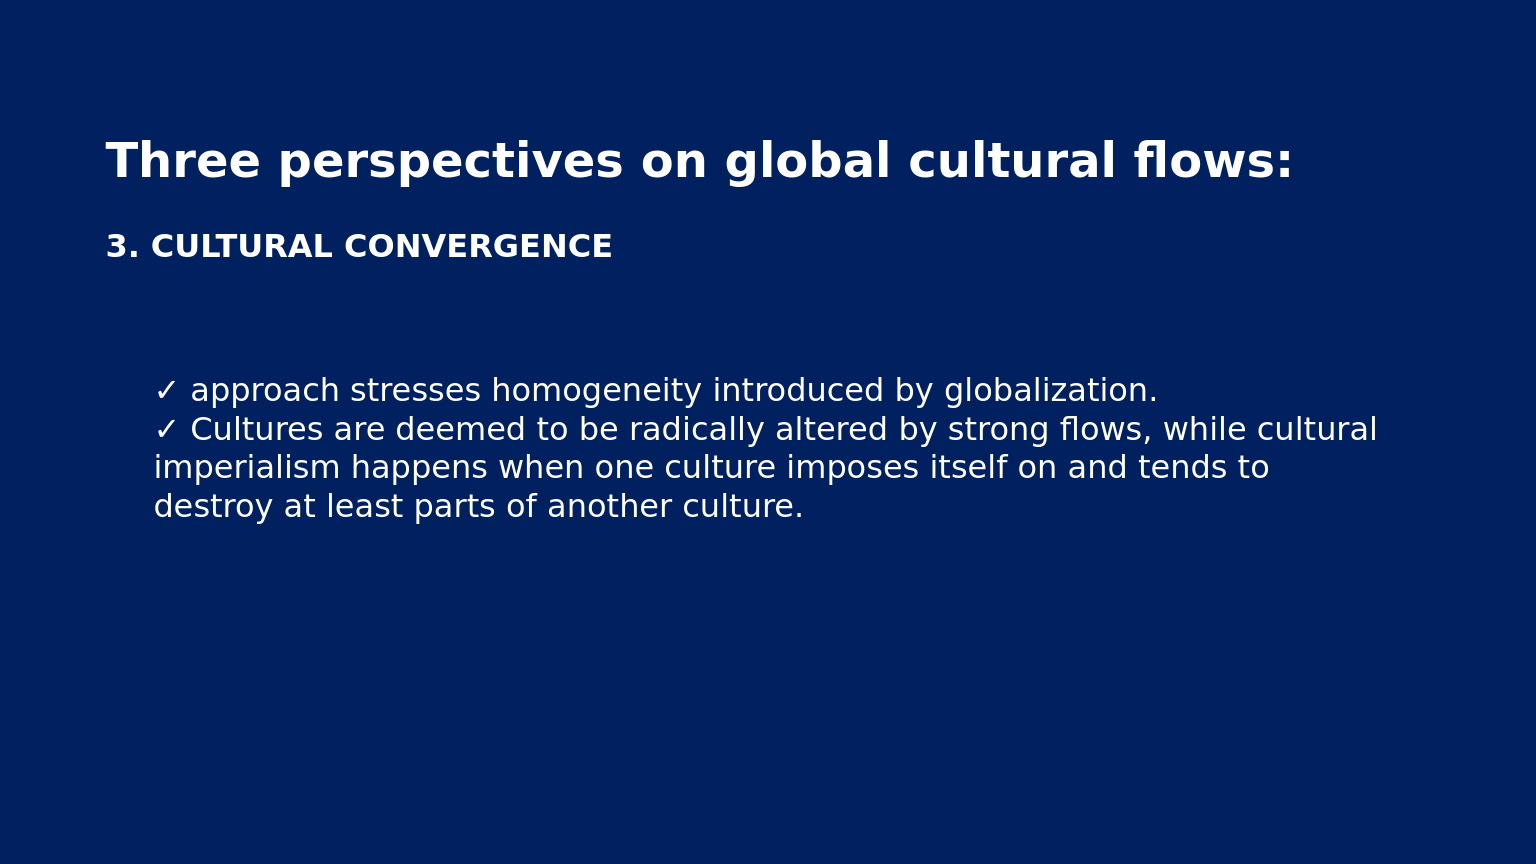 Three perspectives on global cultural flows:
3. CULTURAL CONVERGENCE
✓ approach stresses homogeneity introduced by globalization.
✓ Cultures are deemed to be radically altered by strong flows, while cultural
imperialism happens when one culture imposes itself on and tends to
destroy at least parts of another culture.